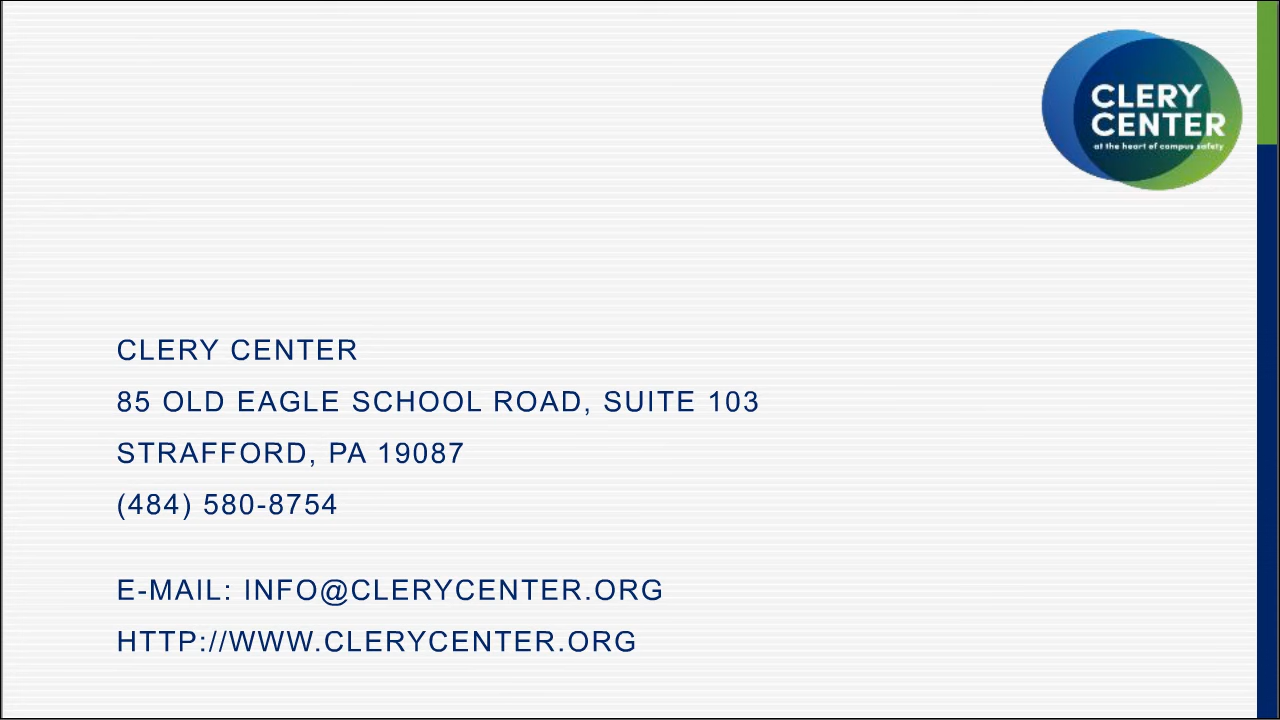 CLERY
CENTER
at the heart of campus safety
CLERY CENTER
85 OLD EAGLE SCHOOL ROAD, SUITE 103
STRAFFORD, PA 19087
(484) 580-8754
E-MAIL: INFO@CLERYCENTER.ORG
HTTP://WWW.CLERYCENTER.ORG